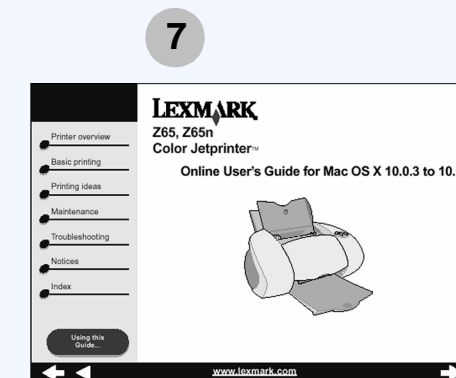 7
LEXMARK
Z65, Z65n
Color Jetprinter™
Online User's Guide for Mac OS X 10.0.3 to 10.
Printer overview
Basic printing
Printing ideas
Maintenance
Troubleshooting
Notices
Index
Using this
Guide...
www.lexmark.com